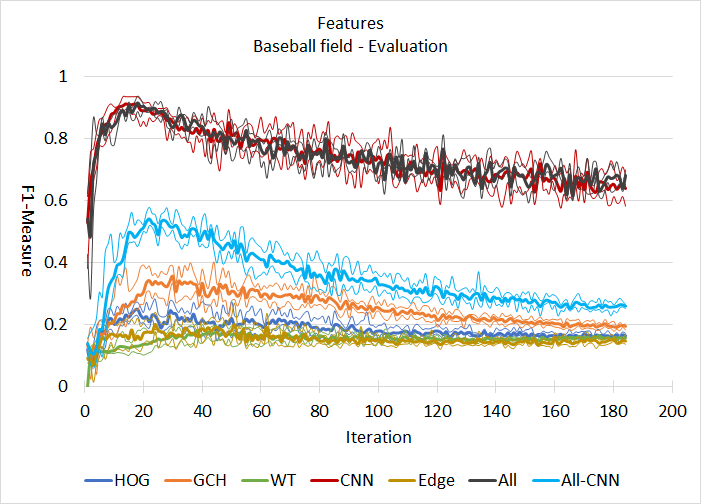 Features
Baseball field - Evaluation
F1-Measure
1
0.8
0.6
0.4
0.2
0
0 20 40 60 80 100 120 140 160 180 200
Iteration
HOG GCH WT CNN Edge All All-CNN